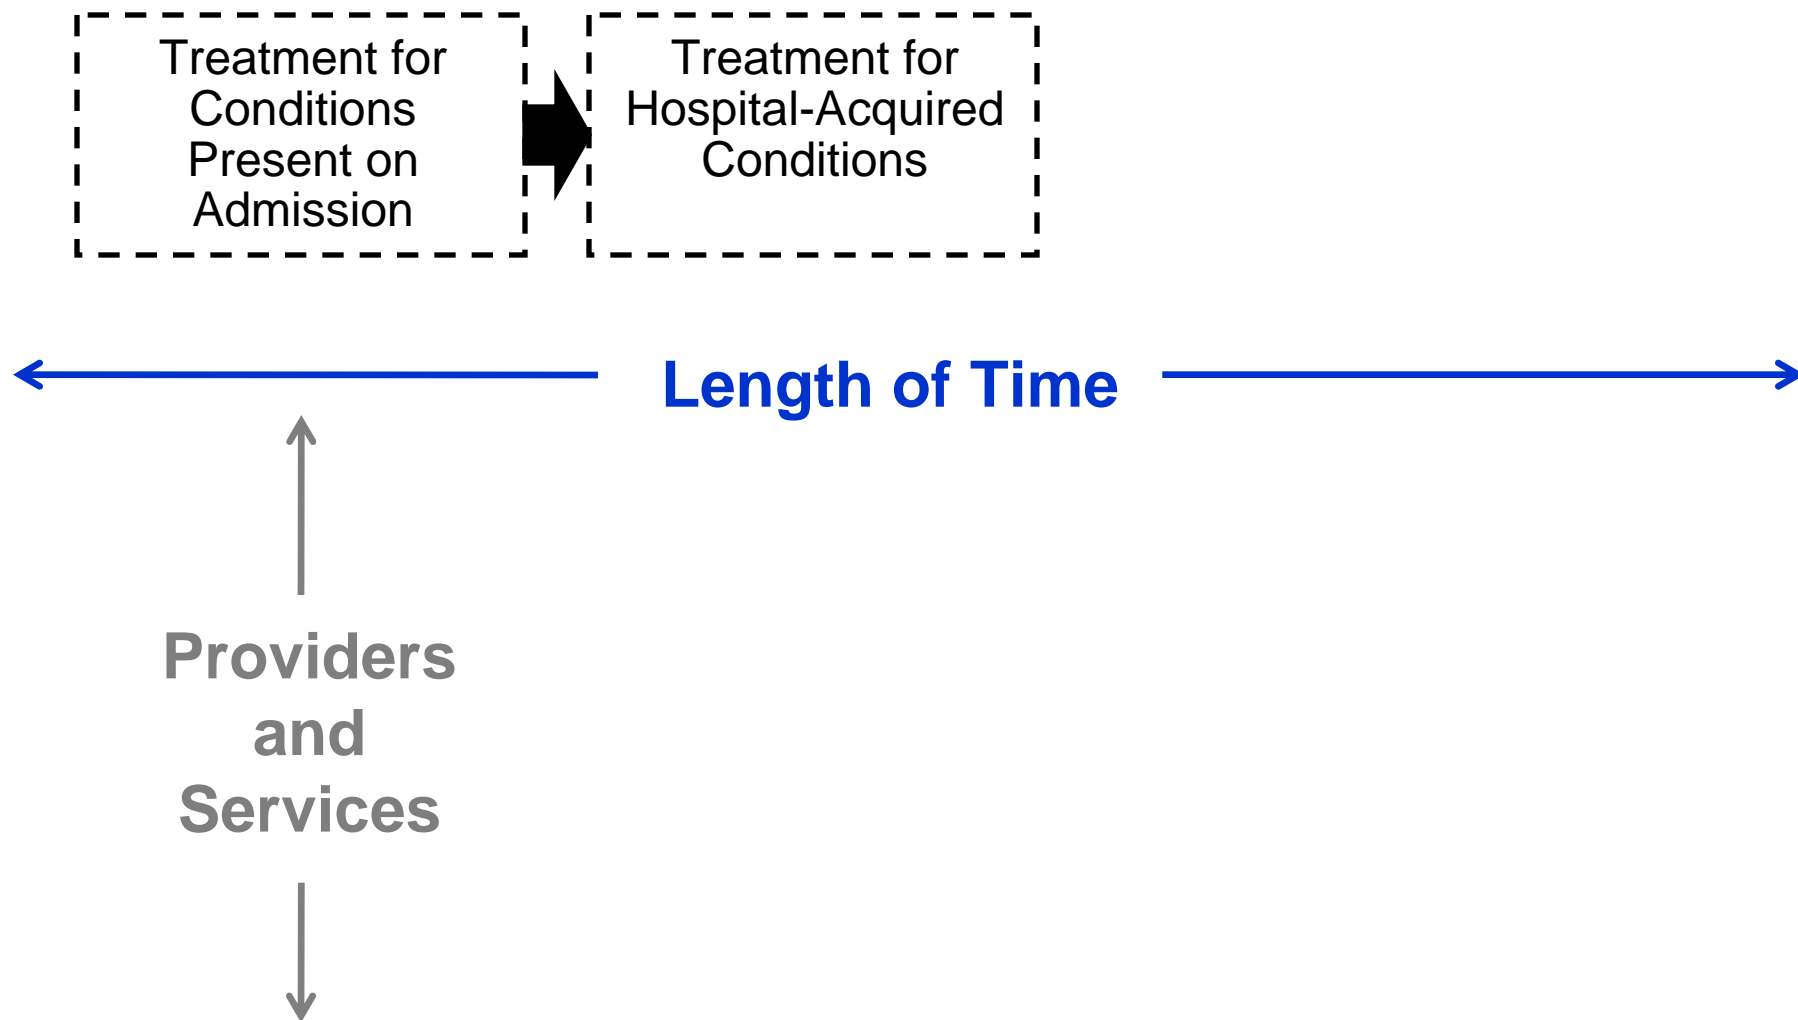 Treatment for
Conditions
Present on
Admission
Treatment for
Hospital-Acquired
Conditions
Length of Time
Providers
and
Services